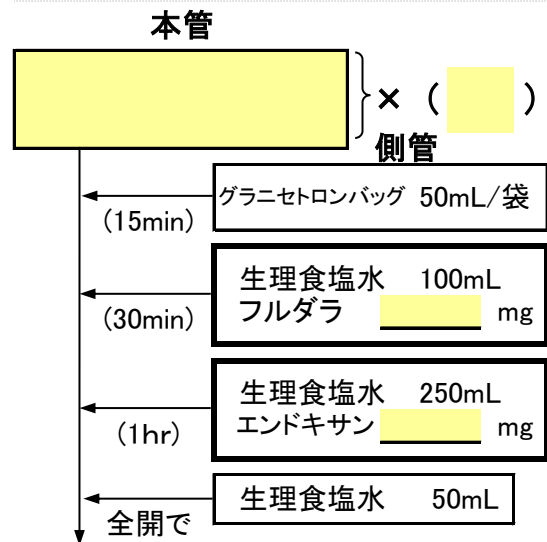 本管
× ( )
側管
グラニセトロンバッグ 50mL/袋
(15min)
生理食塩水 100mL
フルダラ mg
(30min)
生理食塩水 250mL
エンドキサン mg
(1hr)
生理食塩水 50mL
全開で